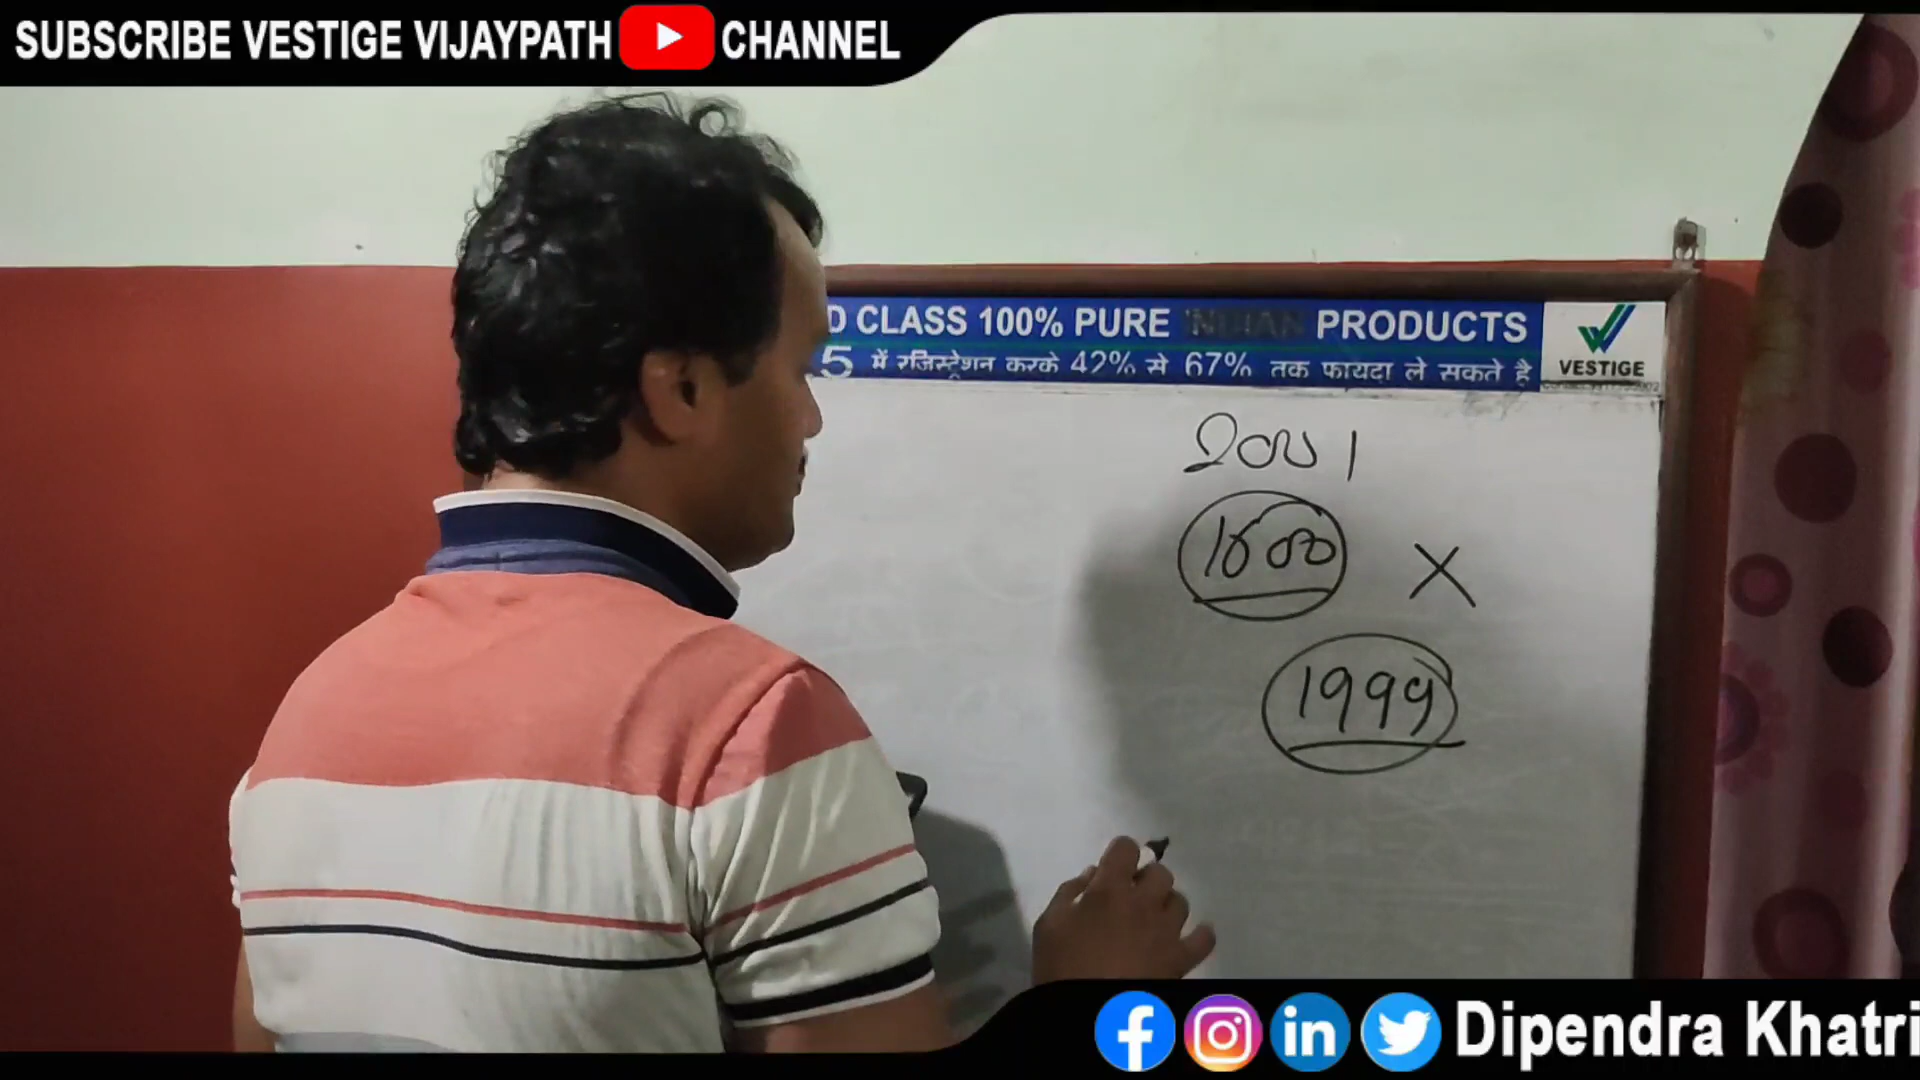 SUBSCRIBE VESTIGE VIJAYPATH CHANNEL
D CLASS 100% PURE INDIAN PRODUCTS
5 में रजिस्ट्रेशन करके 42% से 67% तक फायदा ले सकते है
VESTIGE
2001
1000 X
1999
Dipendra Khatri